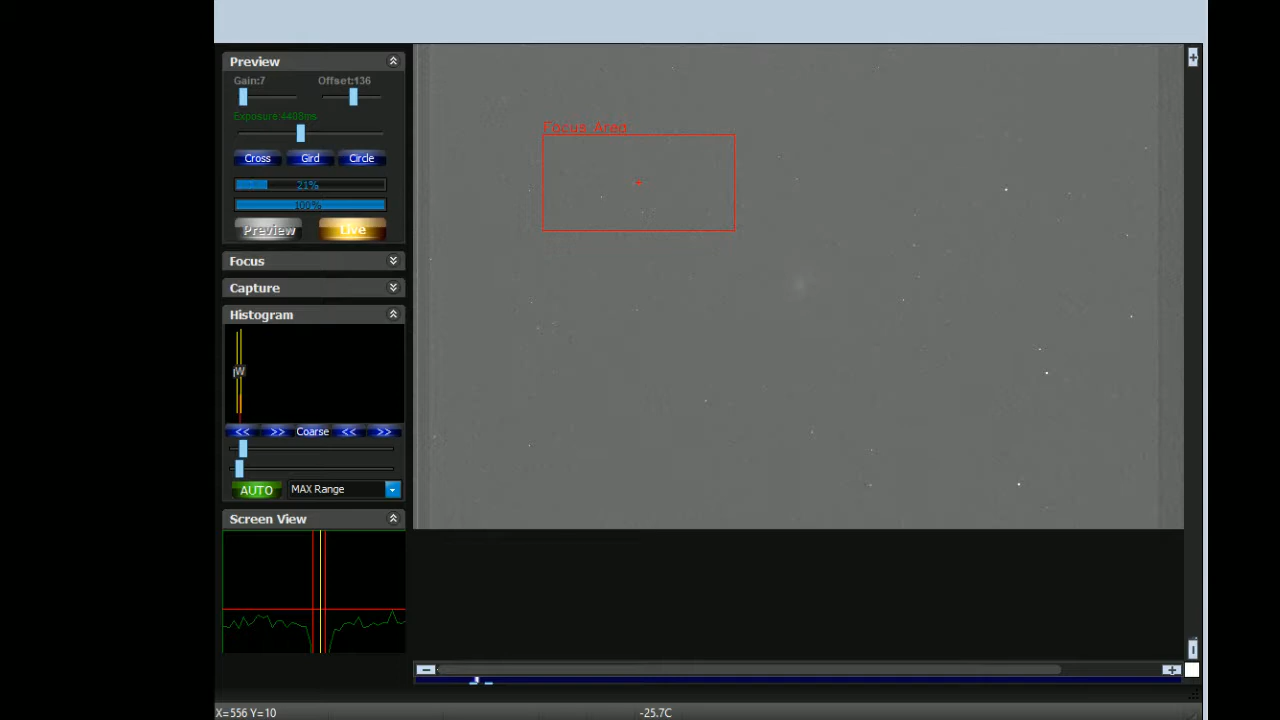 Preview
Gain:7 Offset:136
Exposure:4408ms
Cross Gird Circle
21%
100%
Preview Live
Focus
Capture
Histogram
<< >> Coarse << >>
AUTO MAX Range
Screen View
Focus Area
X=556 Y=10 -25.7C